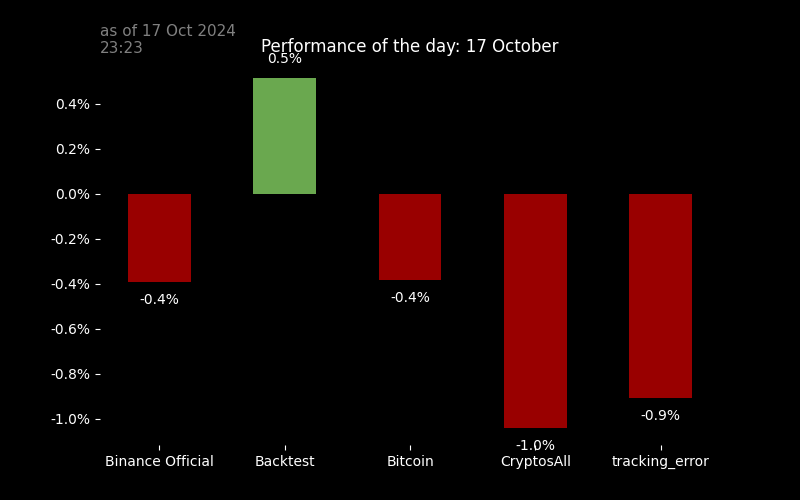 as of 17 Oct 2024
23:23
Performance of the day: 17 October
0.5%
0.4%
0.2%
0.0%
-0.2%
-0.4%
-0.6%
-0.8%
-1.0%
-0.4%
-0.4%
-1.0%
-0.9%
Binance Official
Backtest
Bitcoin
CryptosAll
tracking_error